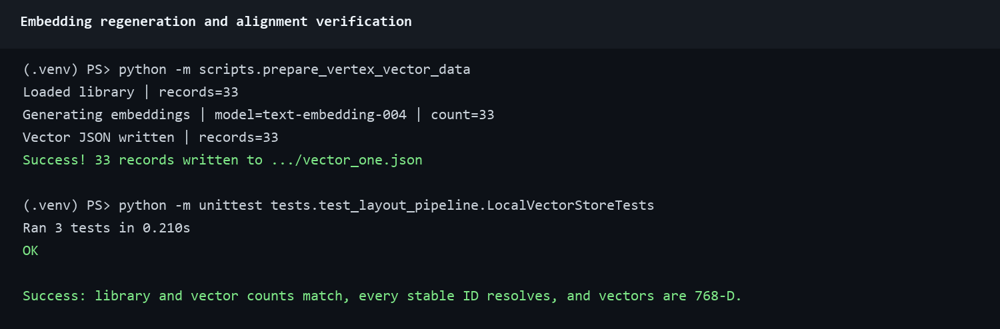 Embedding regeneration and alignment verification
(.venv) PS> python -m scripts.prepare_vertex_vector_data
Loaded library | records=33
Generating embeddings | model=text-embedding-004 | count=33
Vector JSON written | records=33
Success! 33 records written to .../vector_one.json
(.venv) PS> python -m unittest tests.test_layout_pipeline.LocalVectorStoreTests
Ran 3 tests in 0.210s
OK
Success: library and vector counts match, every stable ID resolves, and vectors are 768-D.